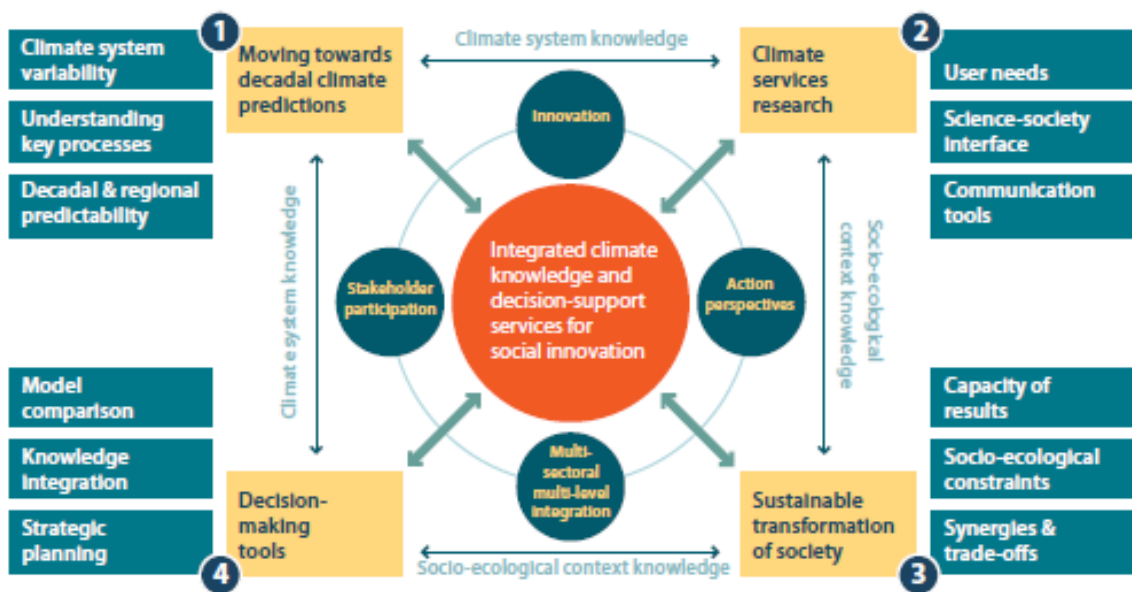 1
Climate system
variability
Understanding
key processes
Decadal & regional
predictability
Moving towards
decadal climate
predictions
Climate system knowledge
2
Climate
services
research
User needs
Science-society
interface
Communication
tools
Innovation
Climate system knowledge
Stakeholder
participation
Integrated climate
knowledge and
decision-support
services for
social innovation
Action
perspectives
Socio-ecological
context knowledge
Model
comparison
Knowledge
integration
Strategic
planning
4
Decision-
making
tools
Multi-
sectoral
multi-level
integration
Socio-ecological context knowledge
Sustainable
transformation
of society
3
Capacity of
results
Socio-ecological
constraints
Synergies &
trade-offs